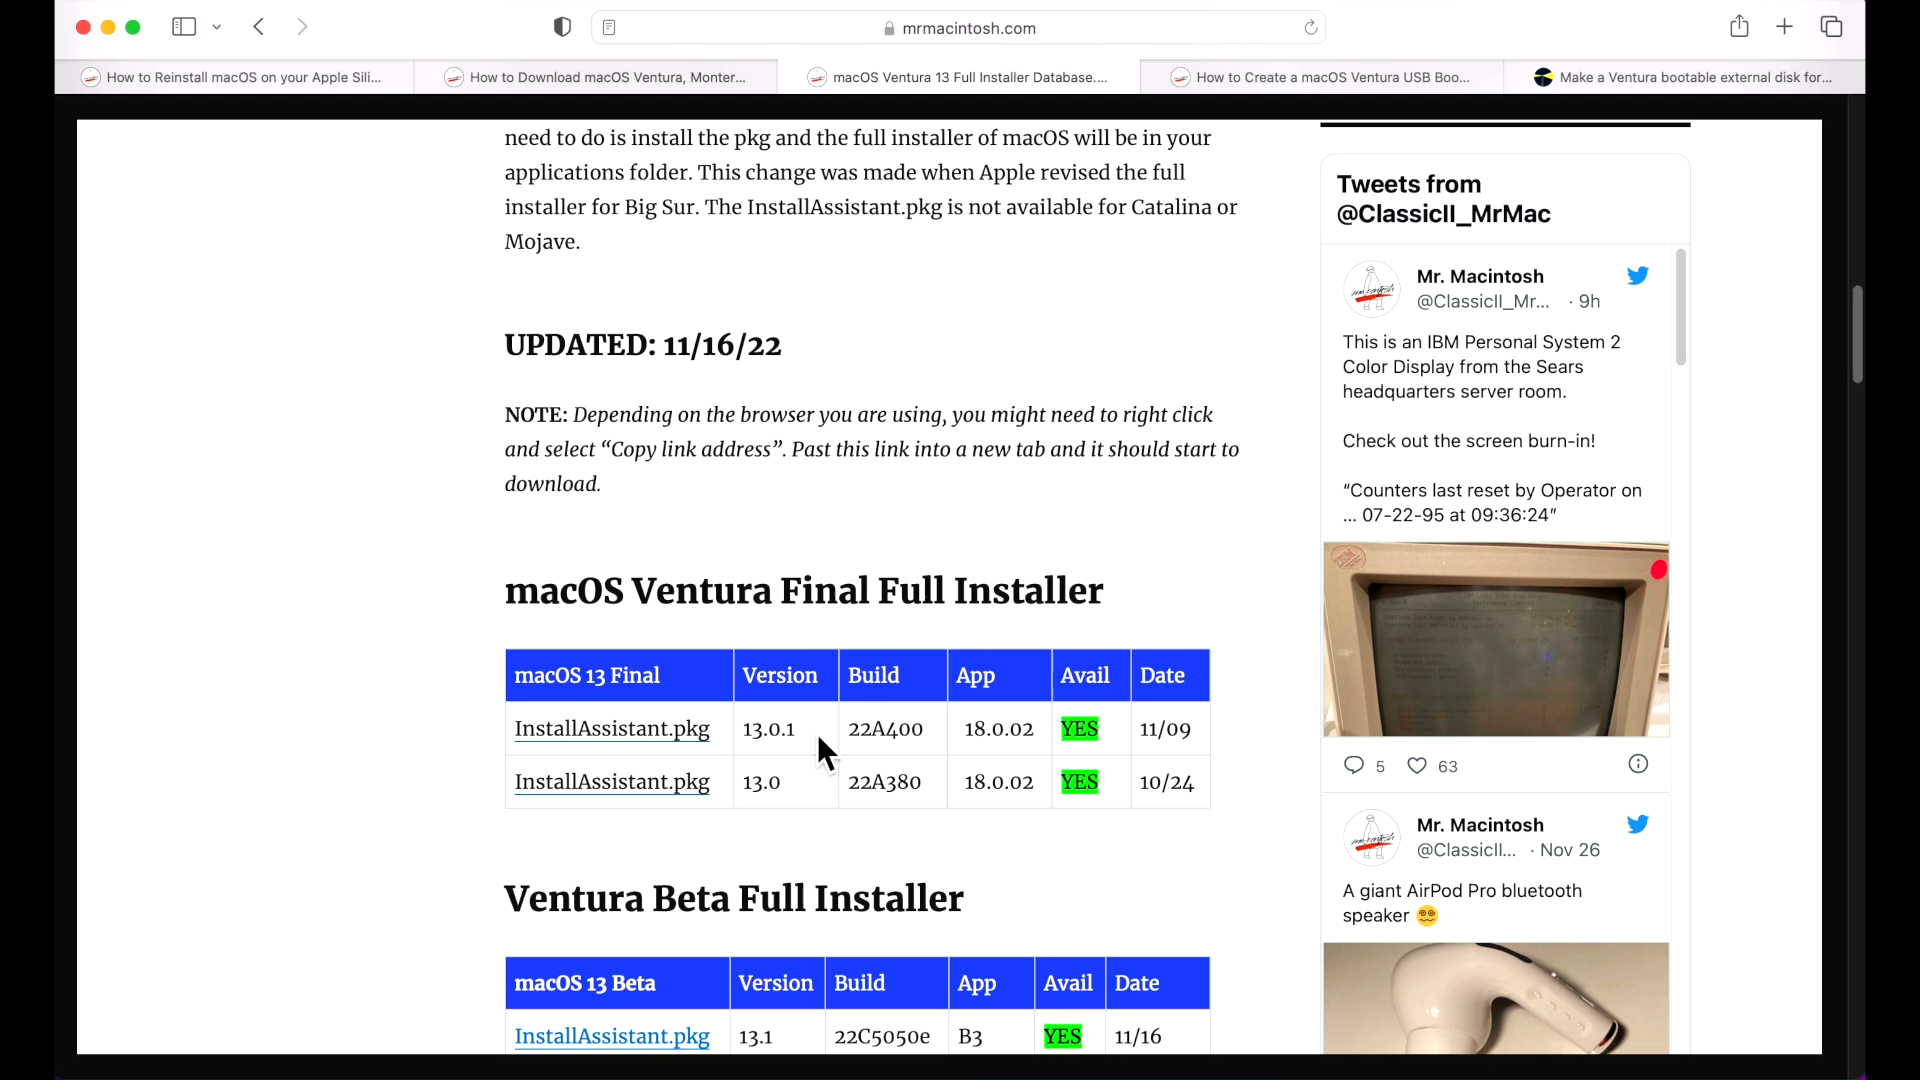 mrmacintosh.com
How to Reinstall macOS on your Apple Sili...
How to Download macOS Ventura, Monter...
macOS Ventura 13 Full Installer Database....
How to Create a macOS Ventura USB Boo...
Make a Ventura bootable external disk for...
need to do is install the pkg and the full installer of macOS will be in your
applications folder. This change was made when Apple revised the full
installer for Big Sur. The InstallAssistant.pkg is not available for Catalina or
Mojave.
UPDATED: 11/16/22
NOTE: Depending on the browser you are using, you might need to right click
and select “Copy link address”. Past this link into a new tab and it should start to
download.
macOS Ventura Final Full Installer
macOS 13 Final Version Build App Avail Date
InstallAssistant.pkg 13.0.1 22A400 18.0.02 YES 11/09
InstallAssistant.pkg 13.0 22A380 18.0.02 YES 10/24
Ventura Beta Full Installer
macOS 13 Beta Version Build App Avail Date
InstallAssistant.pkg 13.1 22C5050e B3 YES 11/16
Tweets from
@ClassicII_MrMac
Mr. Macintosh
@ClassicII_Mr... · 9h
This is an IBM Personal System 2
Color Display from the Sears
headquarters server room.
Check out the screen burn-in!
“Counters last reset by Operator on
... 07-22-95 at 09:36:24”
5 63
Mr. Macintosh
@ClassicII... · Nov 26
A giant AirPod Pro bluetooth
speaker